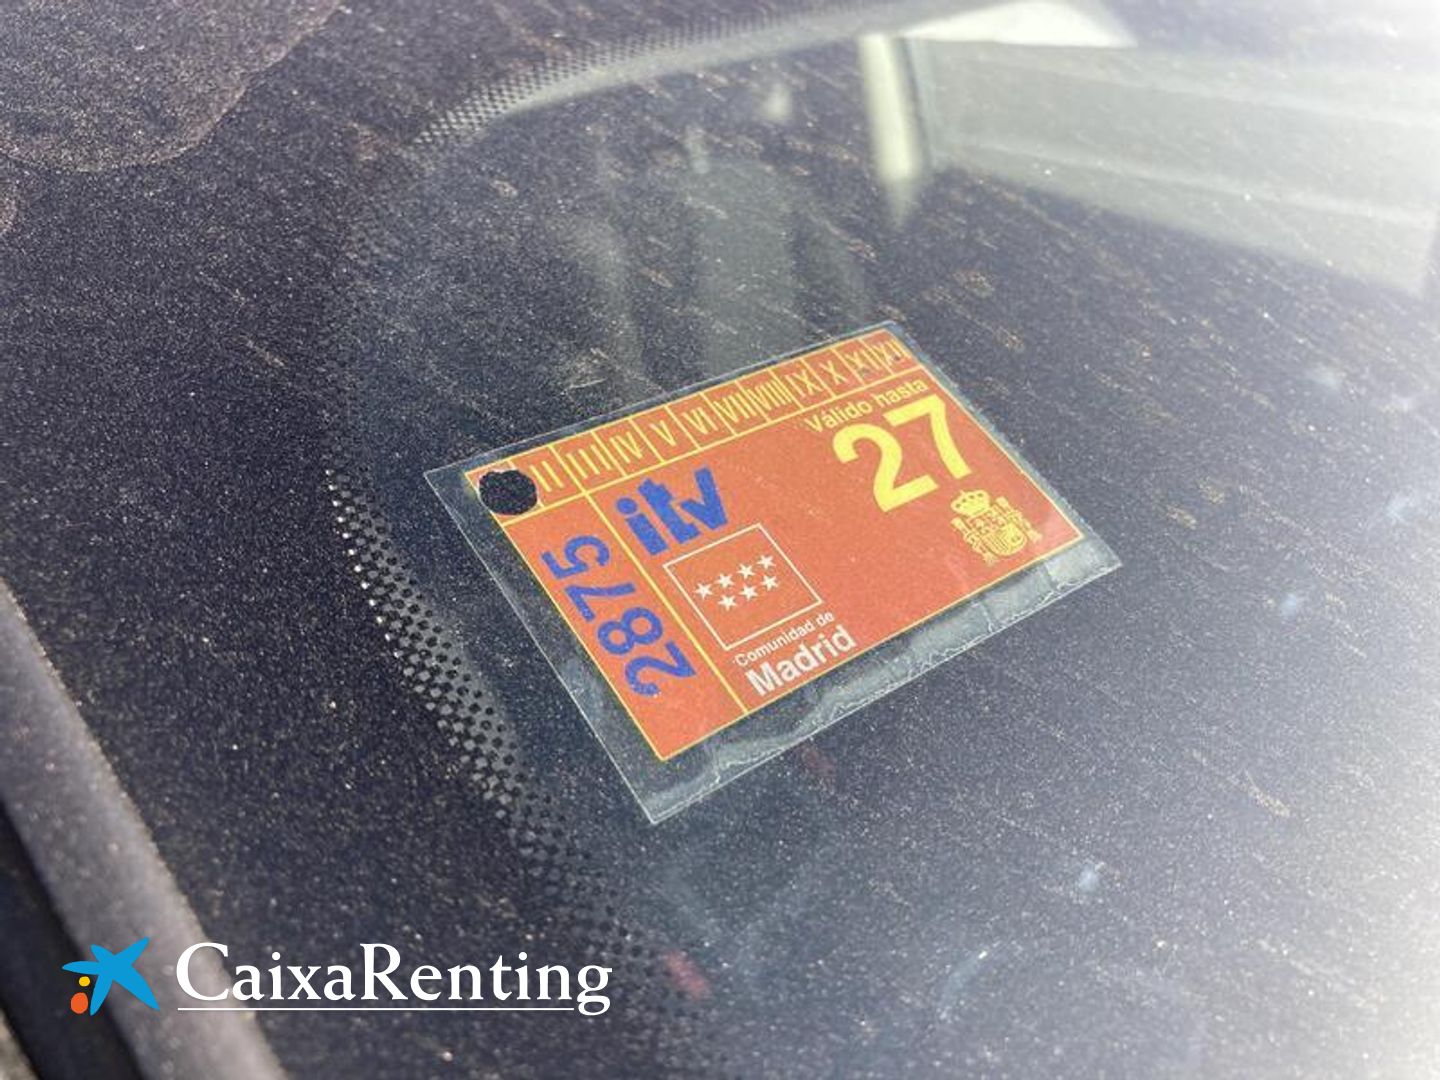 II III IV V VI VII VIII IX X XI XII
Válido hasta
27
itv
2875
Comunidad de
Madrid
CaixaRenting